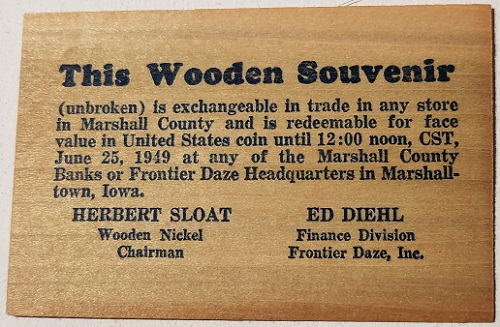 This Wooden Souvenir
(unbroken) is exchangeable in trade in any store
in Marshall County and is redeemable for face
value in United States coin until 12:00 noon, CST,
June 25, 1949 at any of the Marshall County
Banks or Frontier Daze Headquarters in Marshall-
town, Iowa.
HERBERT SLOAT
Wooden Nickel
Chairman
ED DIEHL
Finance Division
Frontier Daze, Inc.